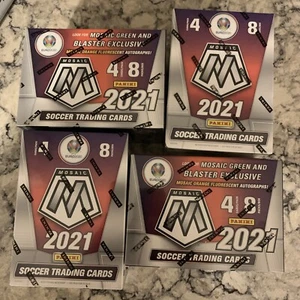 LOOK FOR MOSAIC GREEN AND
BLASTER EXCLUSIVE
MOSAIC ORANGE FLUORESCENT AUTOGRAPHS!
MOSAIC
4 8
PANINI
2021
SOCCER TRADING CARDS
4 8
MOSAIC
2021
PANINI
SOCCER TRADING CARDS
4 8
MOSAIC
PANINI
2021
SOCCER TRADING CARDS
MOSAIC GREEN AND
BLASTER EXCLUSIVE
MOSAIC ORANGE FLUORESCENT AUTOGRAPHS!
MOSAIC
4 8
PANINI
2021
SOCCER TRADING CARDS